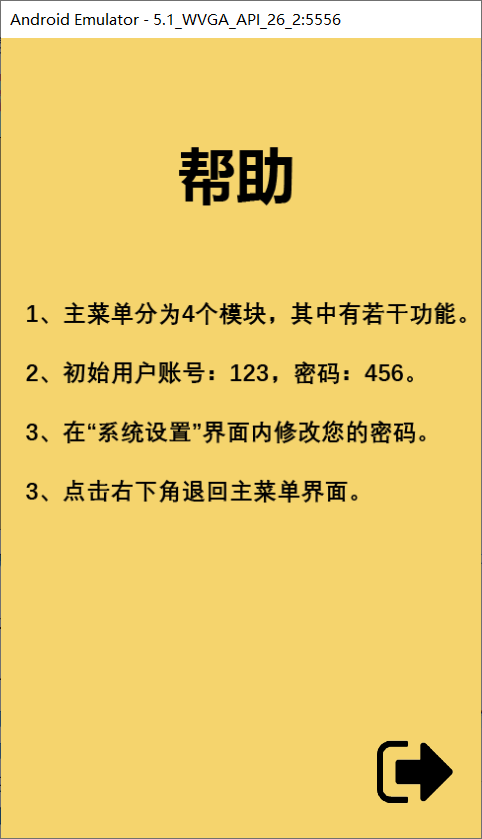 Android Emulator - 5.1_WVGA_API_26_2:5556
帮助
1、主菜单分为4个模块，其中有若干功能。
2、初始用户账号：123，密码：456。
3、在“系统设置”界面内修改您的密码。
3、点击右下角退回主菜单界面。